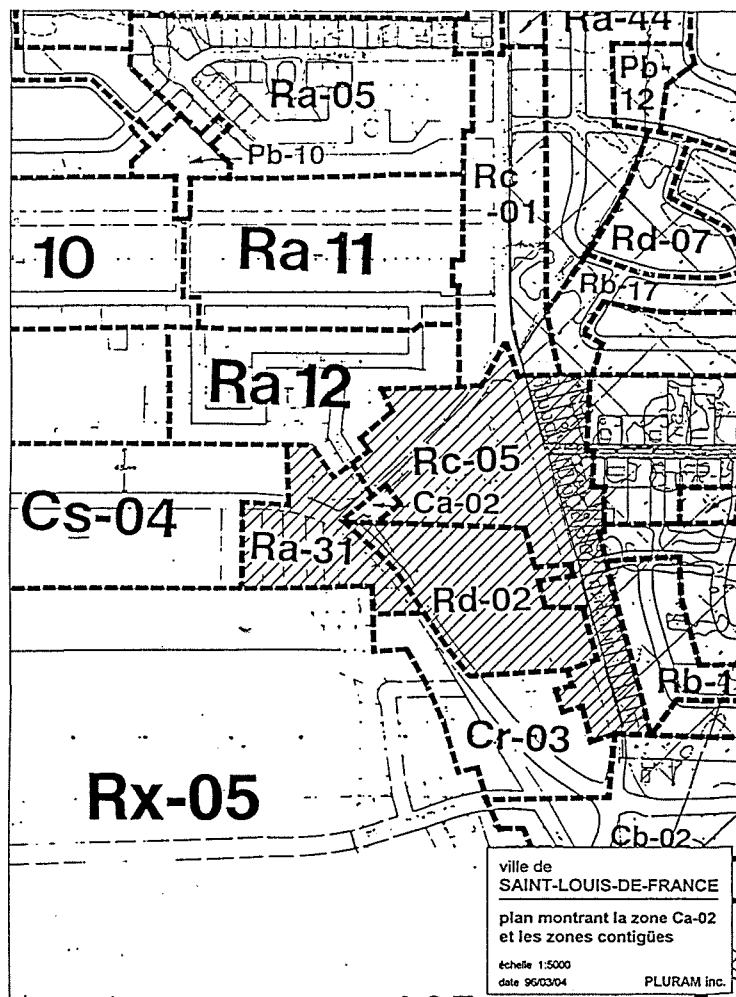 Ra-44
Pb-
12
Ra-05
Pb-10
Rc
-01
10
Ra-11
Rd-07
Rb-17
Ra 12
Rc-05
Ca-02
45m
Cs-04
Ra-31
Rd-02
Rb-1
Cr-03
Rx-05
Cb-02
ville de
SAINT-LOUIS-DE-FRANCE
plan montrant la zone Ca-02
et les zones contigües
échelle 1:5000
date 96/03/04 PLURAM inc.